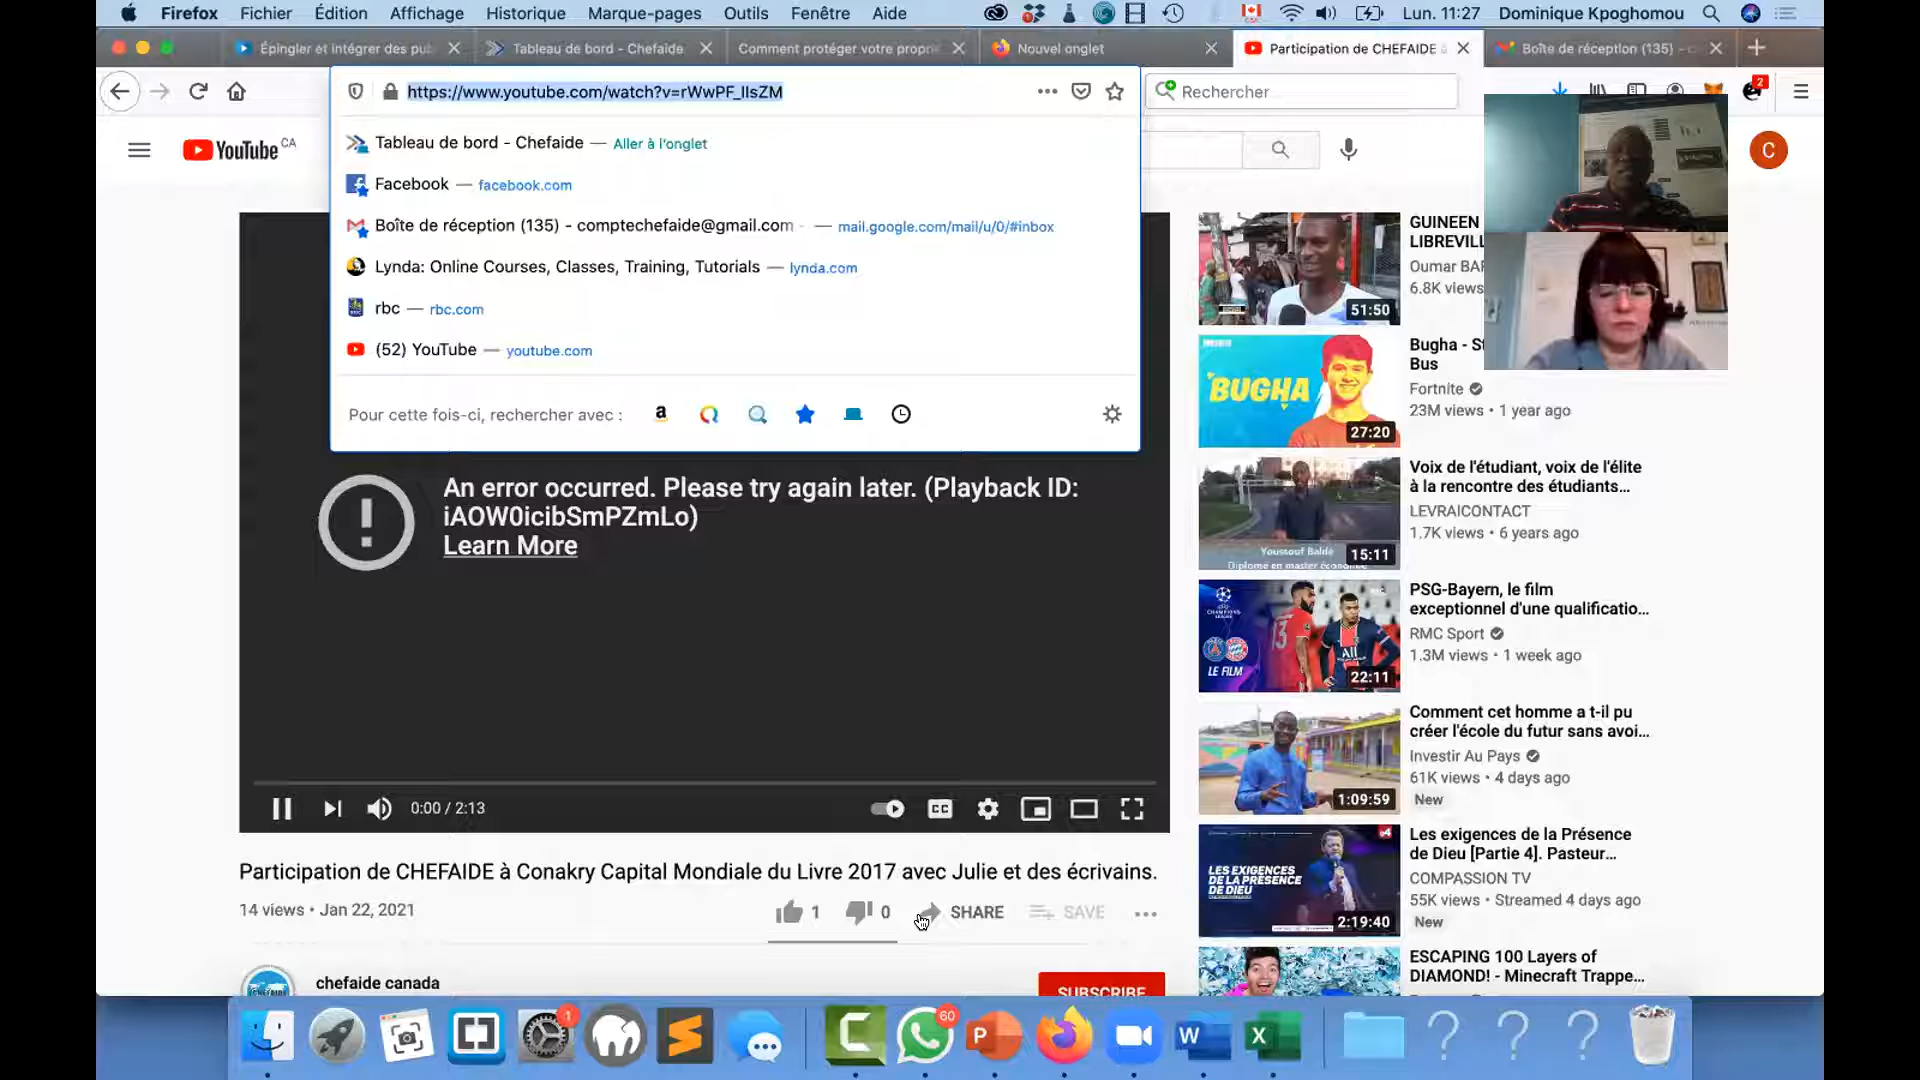 Firefox Fichier Édition Affichage Historique Marque-pages Outils Fenêtre Aide Lun. 11:27 Dominique Kpoghomou
Épingler et intégrer des pu
Tableau de bord - Chefaide
Comment protéger votre propri
Nouvel onglet
Participation de CHEFAIDE
Boîte de réception (135) -
https://www.youtube.com/watch?v=rWwPF_IIsZM
Rechercher
2
YouTube CA
C
Tableau de bord - Chefaide — Aller à l'onglet
Facebook — facebook.com
Boîte de réception (135) - comptechefaide@gmail.com - — mail.google.com/mail/u/0/#inbox
Lynda: Online Courses, Classes, Training, Tutorials — lynda.com
rbc — rbc.com
(52) YouTube — youtube.com
Pour cette fois-ci, rechercher avec :
An error occurred. Please try again later. (Playback ID:
iAOW0icibSmPZmLo)
Learn More
0:00 / 2:13
CC
Participation de CHEFAIDE à Conakry Capital Mondiale du Livre 2017 avec Julie et des écrivains.
14 views • Jan 22, 2021
1
0
SHARE
SAVE
chefaide canada
SUBSCRIBE
GUINEEN
LIBREVILL
Oumar BA
6.8K views
51:50
Bugha - S
Bus
Fortnite
23M views • 1 year ago
BUGHA
27:20
Voix de l'étudiant, voix de l'élite
à la rencontre des étudiants...
LEVRAICONTACT
1.7K views • 6 years ago
Youssouf Balde
Diplomé en master économie
15:11
PSG-Bayern, le film
exceptionnel d'une qualificatio...
RMC Sport
1.3M views • 1 week ago
LE FILM
22:11
Comment cet homme a t-il pu
créer l'école du futur sans avoi...
Investir Au Pays
61K views • 4 days ago
New
1:09:59
Les exigences de la Présence
de Dieu [Partie 4]. Pasteur...
COMPASSION TV
55K views • Streamed 4 days ago
New
LES EXIGENCES
DE LA PRÉSENCE
DE DIEU
2:19:40
ESCAPING 100 Layers of
DIAMOND! - Minecraft Trappe...
1
60